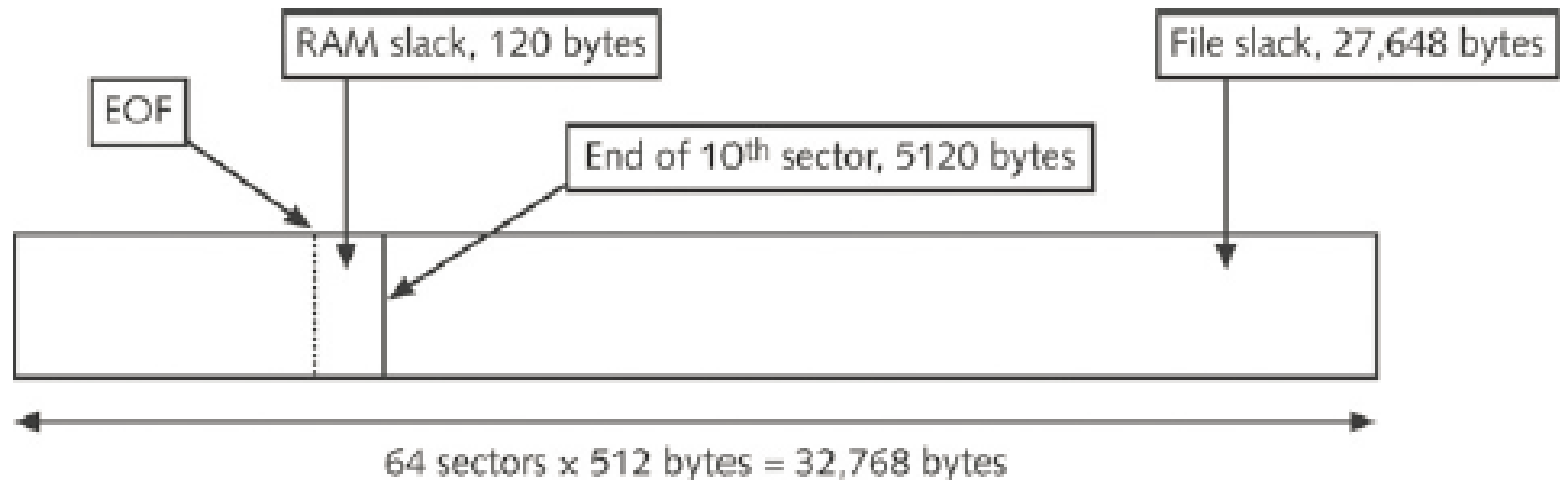 RAM slack, 120 bytes
File slack, 27,648 bytes
EOF
End of 10th sector, 5120 bytes
64 sectors x 512 bytes = 32,768 bytes